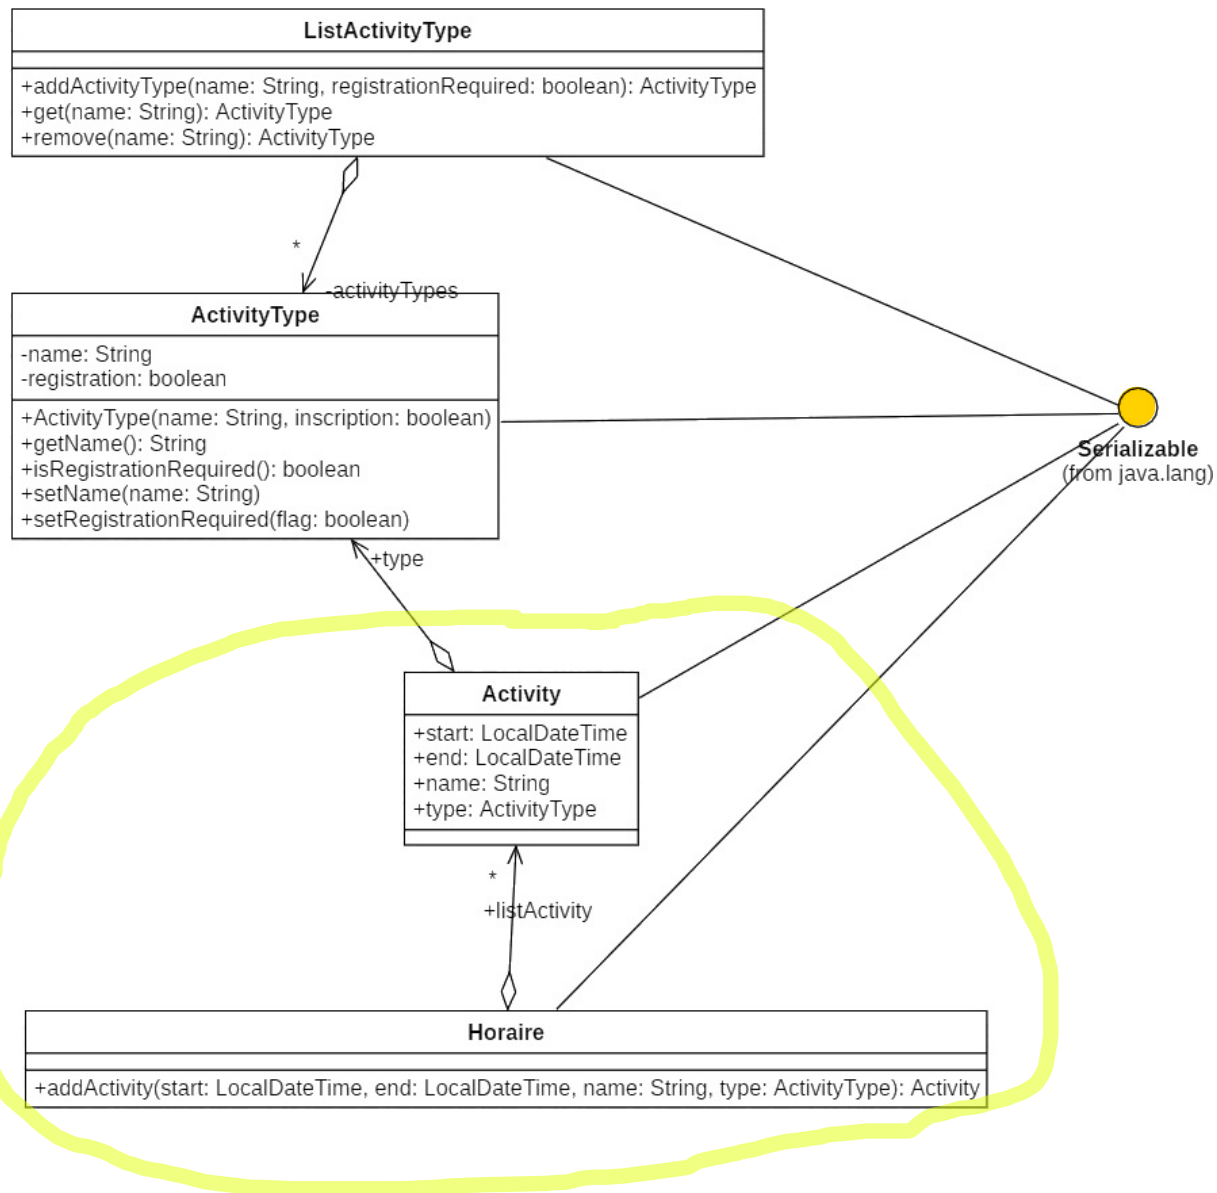 ListActivityType
+addActivityType(name: String, registrationRequired: boolean): ActivityType
+get(name: String): ActivityType
+remove(name: String): ActivityType
*
-activityTypes
ActivityType
-name: String
-registration: boolean
+ActivityType(name: String, inscription: boolean)
+getName(): String
+isRegistrationRequired(): boolean
+setName(name: String)
+setRegistrationRequired(flag: boolean)
Serializable
(from java.lang)
+type
Activity
+start: LocalDateTime
+end: LocalDateTime
+name: String
+type: ActivityType
*
+listActivity
Horaire
+addActivity(start: LocalDateTime, end: LocalDateTime, name: String, type: ActivityType): Activity